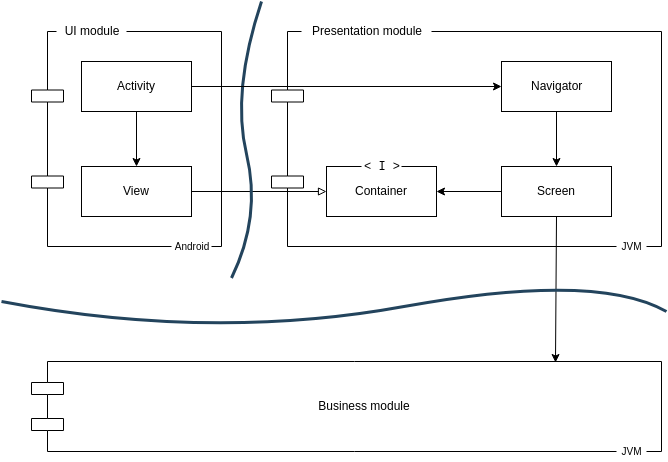 UI module
Presentation module
Activity
Navigator
< I >
View
Container
Screen
Android
JVM
Business module
JVM